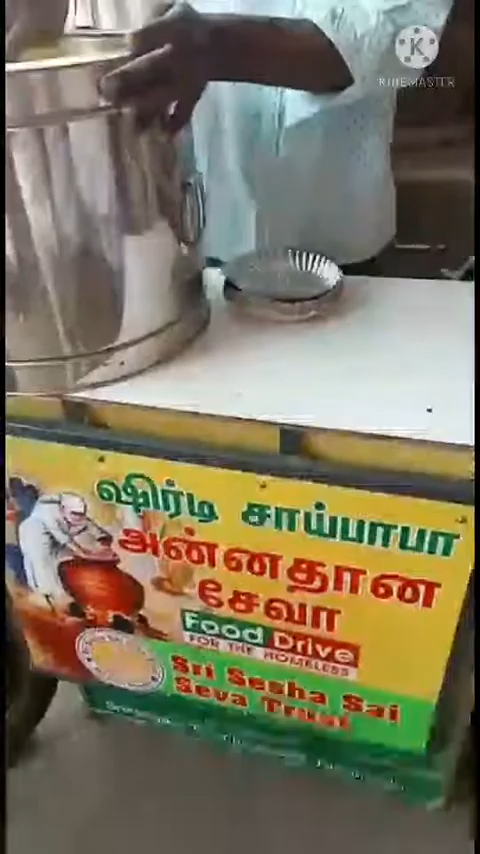 KINEMASTER
ஷிர்டி சாய்பாபா
அன்னதான
சேவா
Food Drive
FOR THE HOMELESS
Sri Sesha Sai
Seva Trust